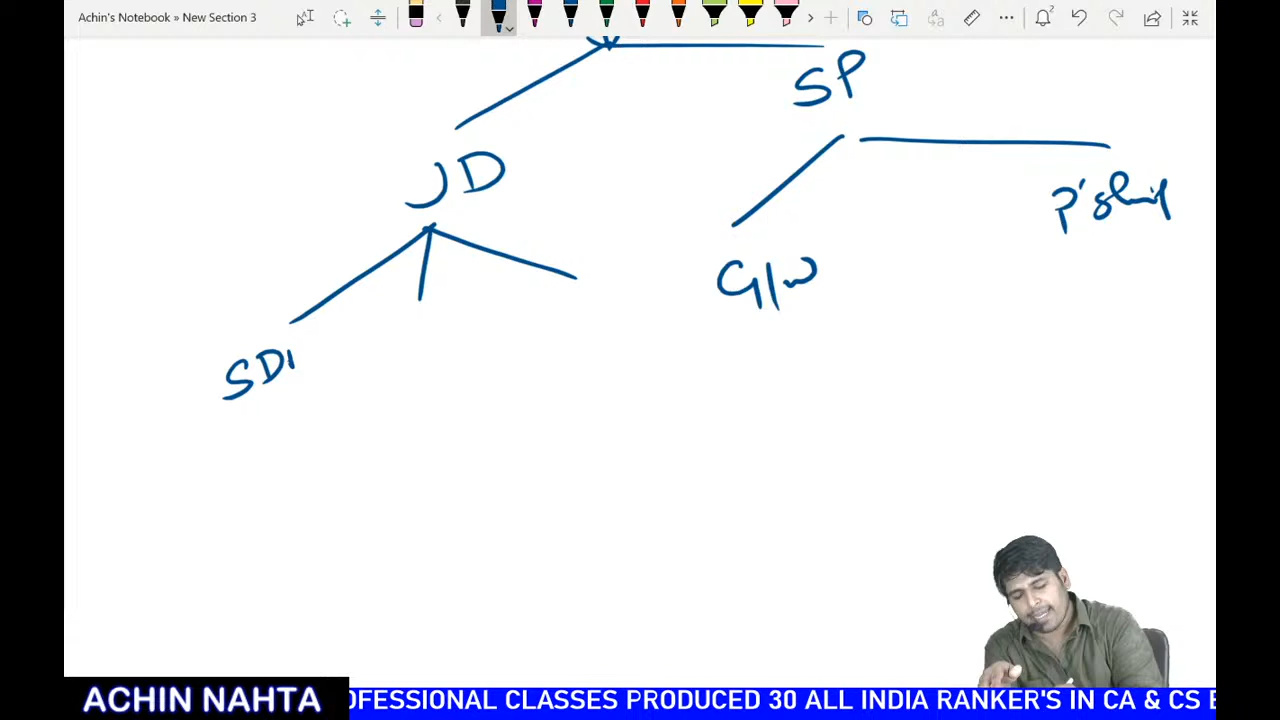 Achin's Notebook » New Section 3
SP
JD
P'ship
G/W
SDI
ACHIN NAHTA
OFESSIONAL CLASSES PRODUCED 30 ALL INDIA RANKER'S IN CA & CS E